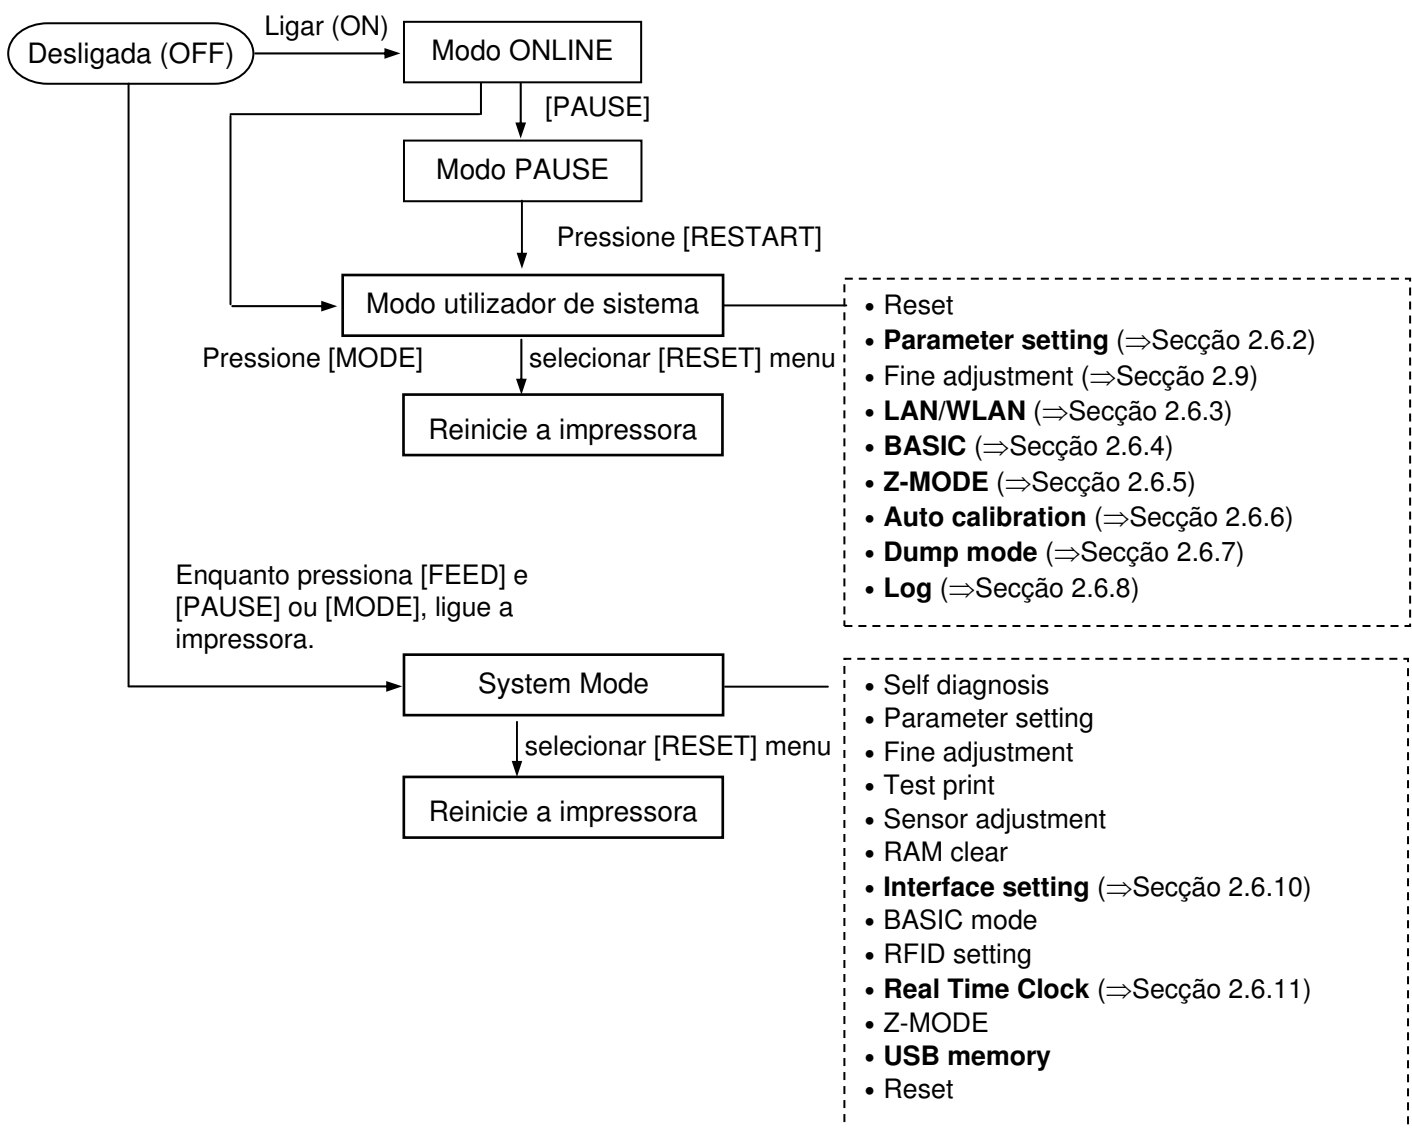 Ligar (ON)
Desligada (OFF)
Modo ONLINE
[PAUSE]
Modo PAUSE
Pressione [RESTART]
Modo utilizador de sistema
Pressione [MODE]
selecionar [RESET] menu
Reinicie a impressora
• Reset
• Parameter setting (⇒Secção 2.6.2)
• Fine adjustment (⇒Secção 2.9)
• LAN/WLAN (⇒Secção 2.6.3)
• BASIC (⇒Secção 2.6.4)
• Z-MODE (⇒Secção 2.6.5)
• Auto calibration (⇒Secção 2.6.6)
• Dump mode (⇒Secção 2.6.7)
• Log (⇒Secção 2.6.8)
Enquanto pressiona [FEED] e
[PAUSE] ou [MODE], ligue a
impressora.
System Mode
selecionar [RESET] menu
Reinicie a impressora
• Self diagnosis
• Parameter setting
• Fine adjustment
• Test print
• Sensor adjustment
• RAM clear
• Interface setting (⇒Secção 2.6.10)
• BASIC mode
• RFID setting
• Real Time Clock (⇒Secção 2.6.11)
• Z-MODE
• USB memory
• Reset